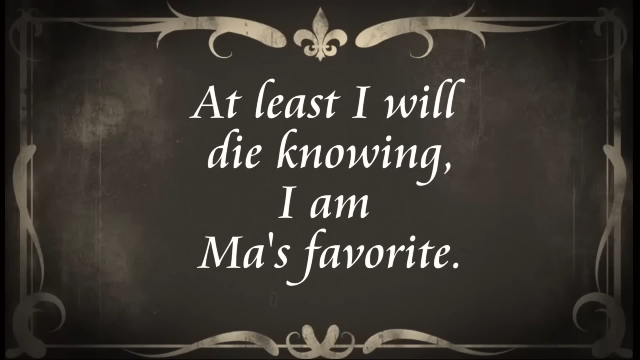 At least I will
die knowing,
I am
Ma's favorite.